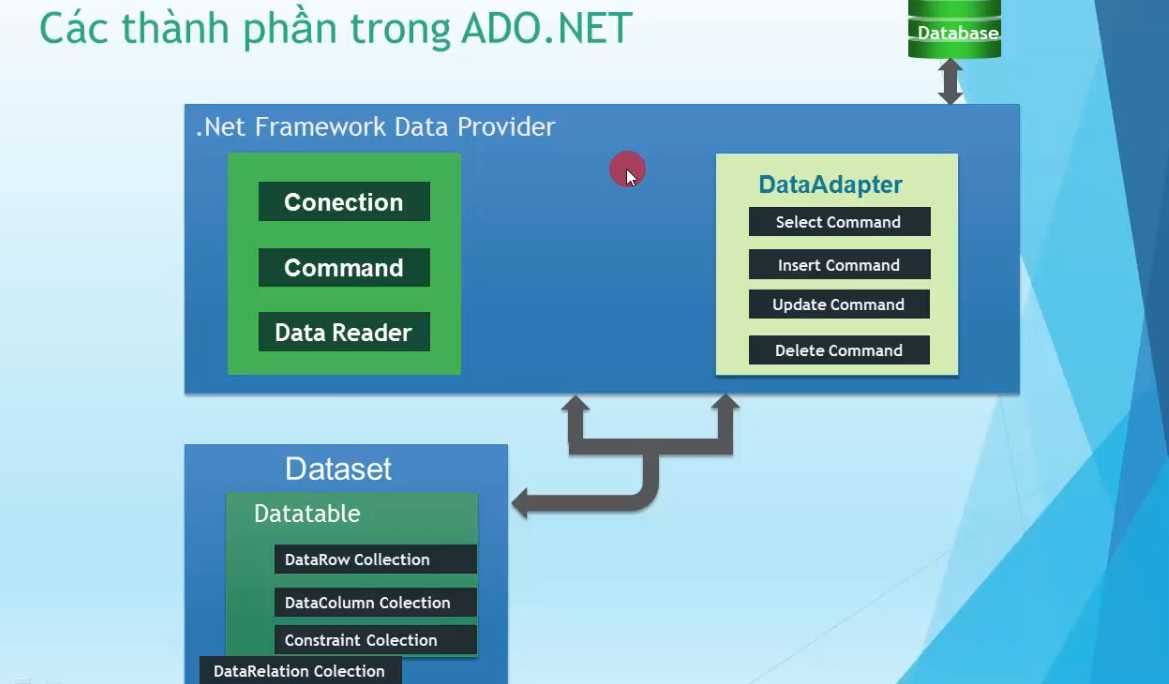 Các thành phần trong ADO.NET
Database
.Net Framework Data Provider
Conection
Command
Data Reader
DataAdapter
Select Command
Insert Command
Update Command
Delete Command
Dataset
Datatable
DataRow Collection
DataColumn Colection
Constraint Colection
DataRelation Colection